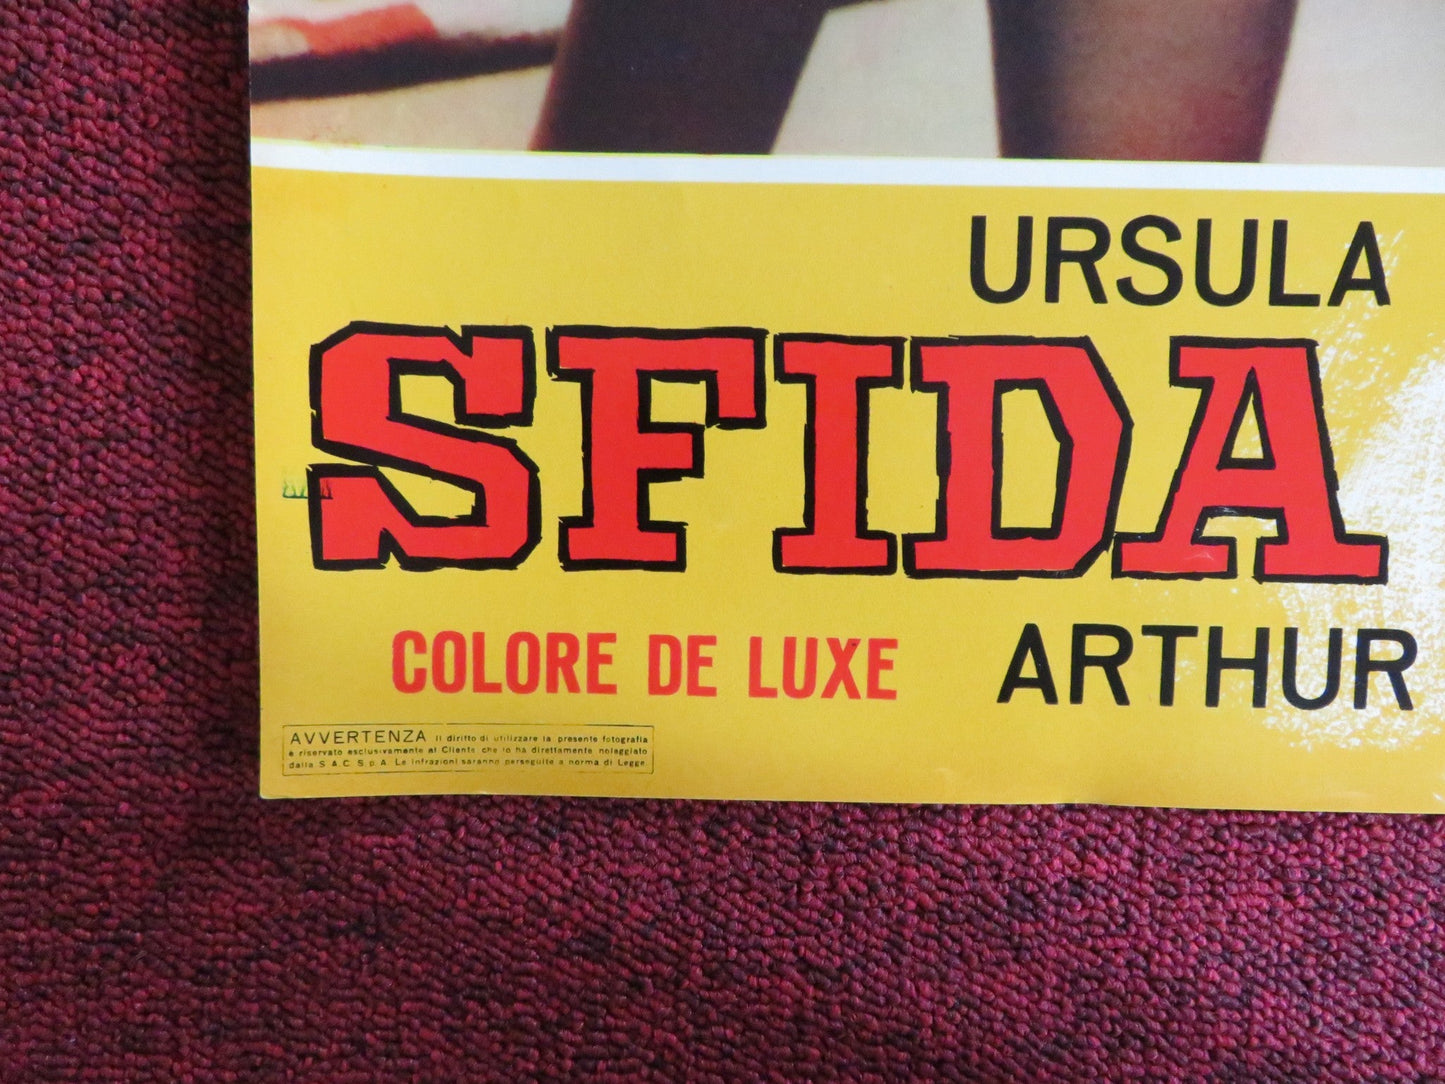 URSULA
SFIDA
COLORE DE LUXE ARTHUR
AVVERTENZA Il diritto di utilizzare la presente fotografia
è riservato esclusivamente al Cliente che lo ha direttamente noleggiato
dalla S.A.C. S.p.A. Le infrazioni saranno perseguite a norma di Legge.